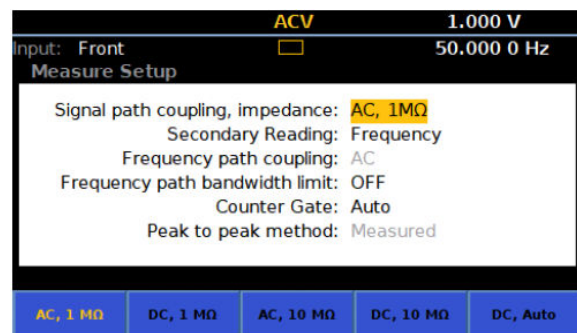 ACV 1.000 V
Input: Front 50.000 0 Hz
Measure Setup
Signal path coupling, impedance: AC, 1MΩ
Secondary Reading: Frequency
Frequency path coupling: AC
Frequency path bandwidth limit: OFF
Counter Gate: Auto
Peak to peak method: Measured
AC, 1 MΩ DC, 1 MΩ AC, 10 MΩ DC, 10 MΩ DC, Auto